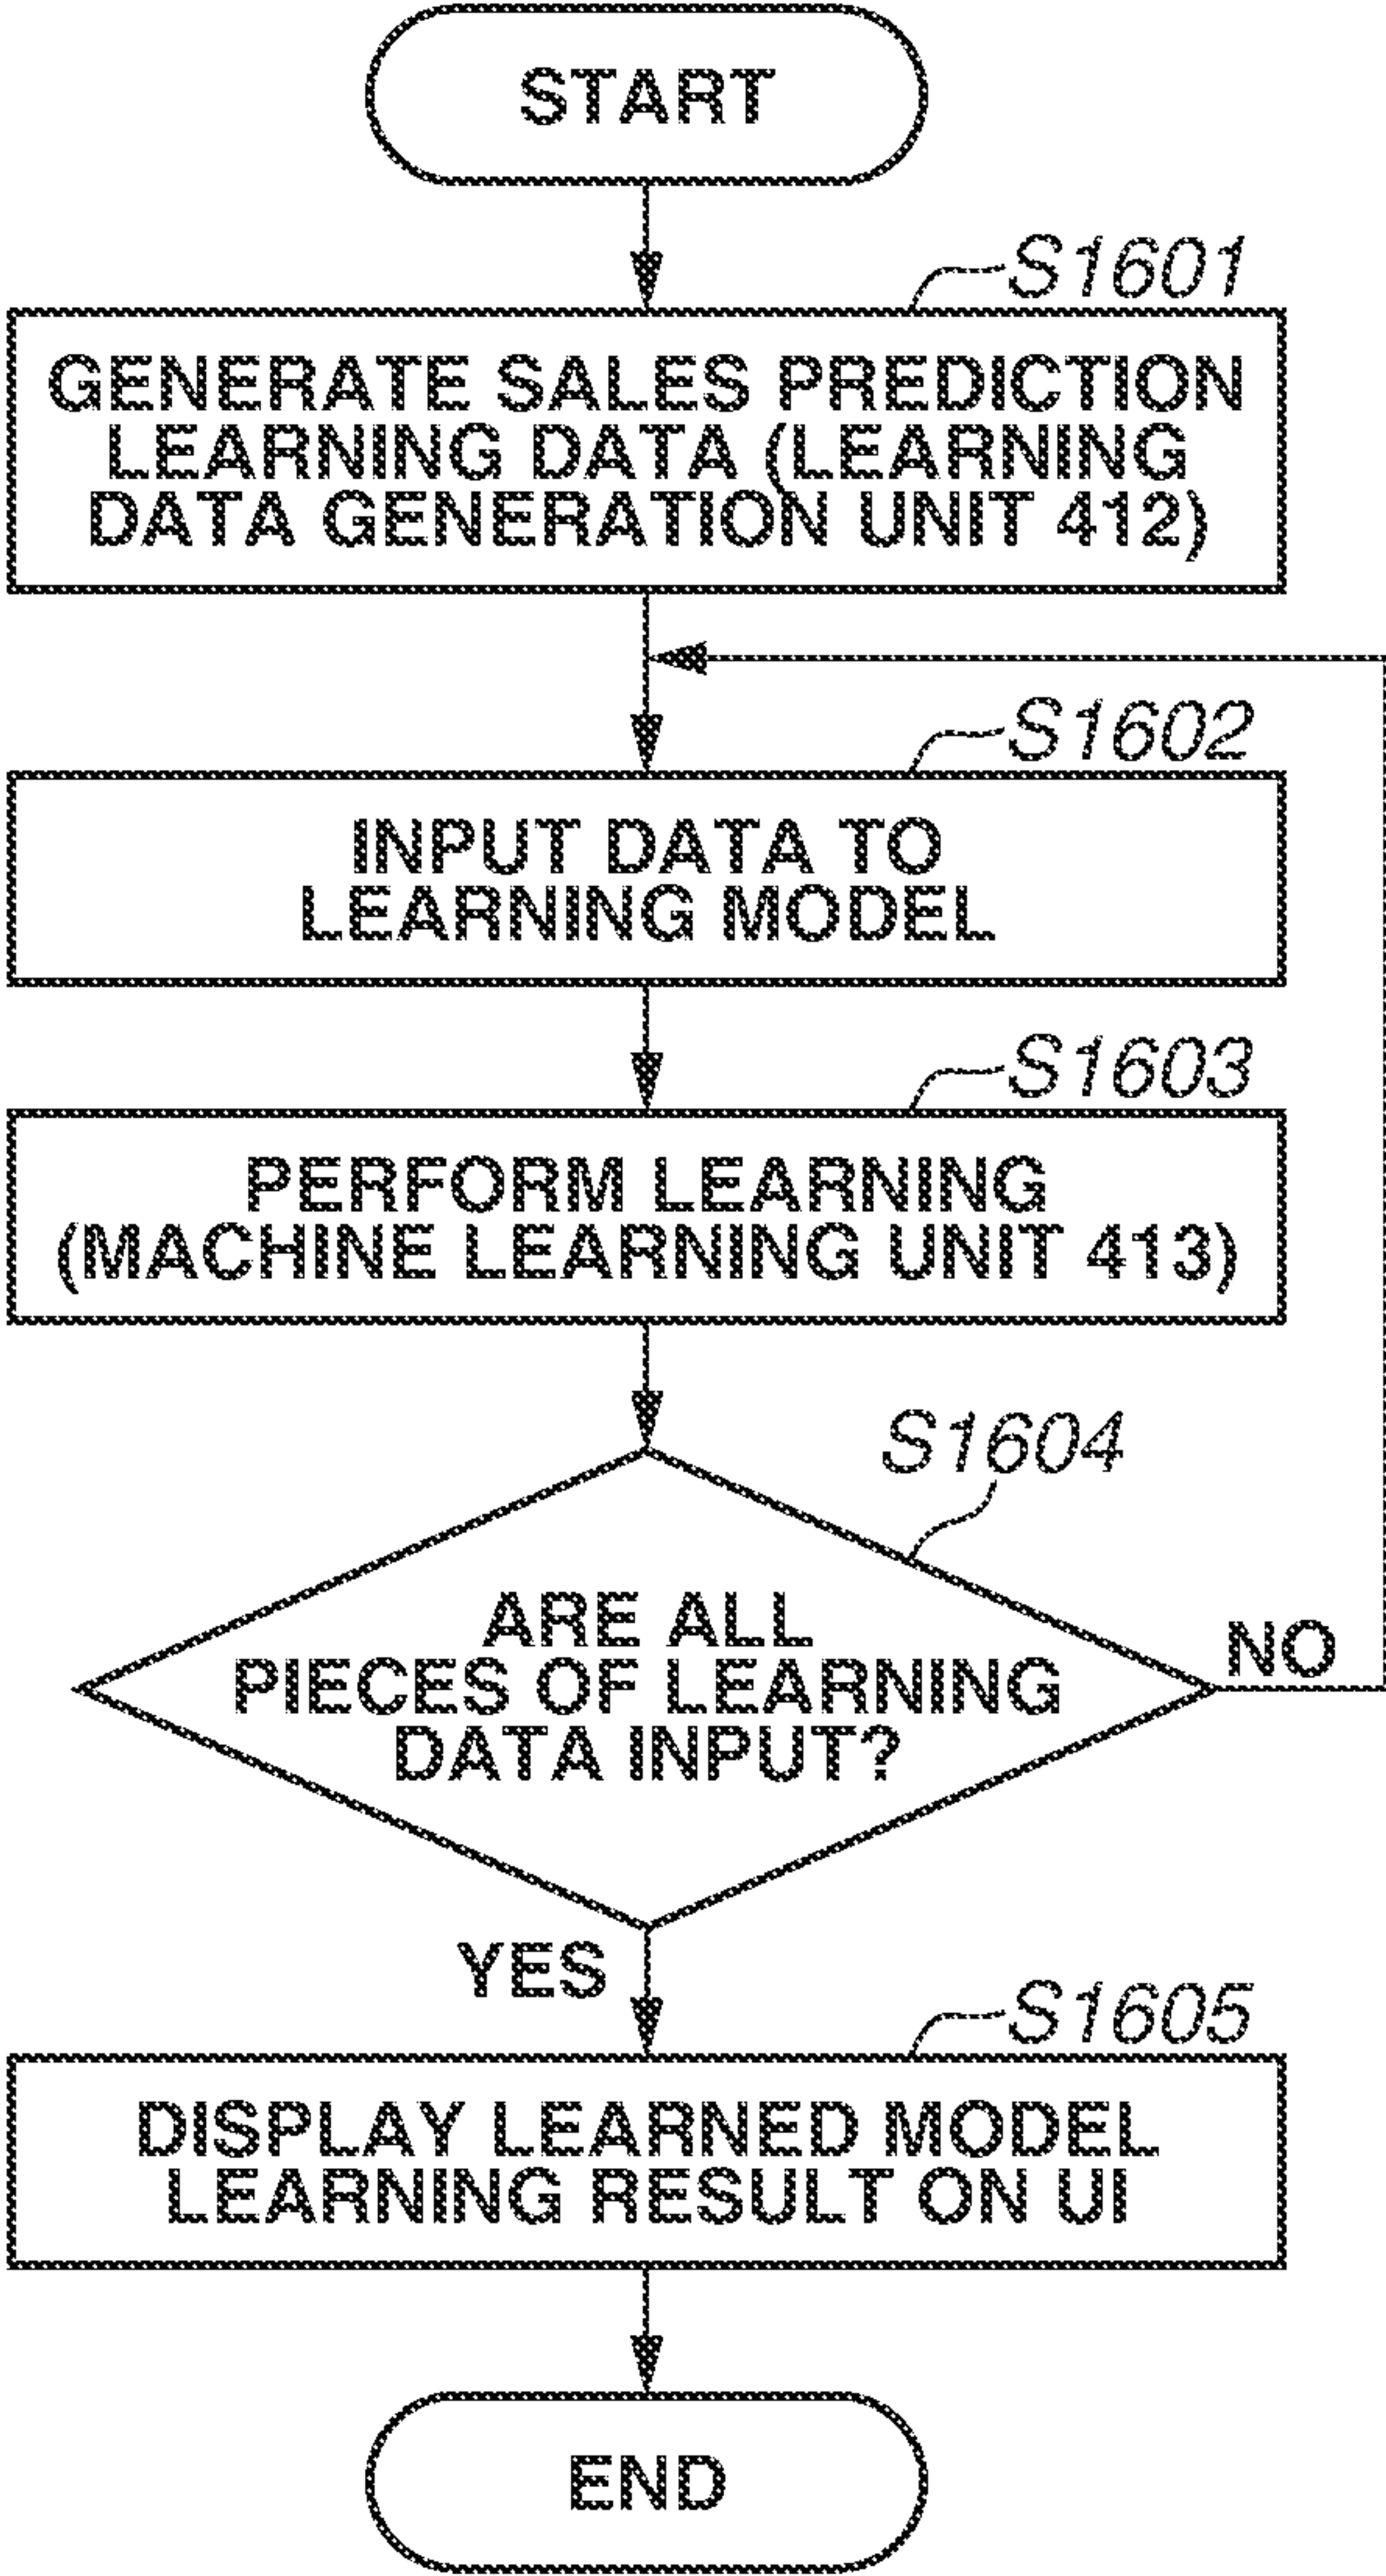 START
S1601
GENERATE SALES PREDICTION
LEARNING DATA (LEARNING
DATA GENERATION UNIT 412)
S1602
INPUT DATA TO
LEARNING MODEL
S1603
PERFORM LEARNING
(MACHINE LEARNING UNIT 413)
S1604
ARE ALL
PIECES OF LEARNING
DATA INPUT?
NO
YES
S1605
DISPLAY LEARNED MODEL
LEARNING RESULT ON UI
END